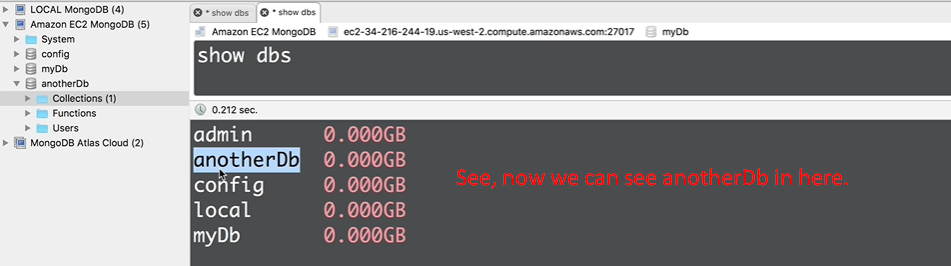 LOCAL MongoDB (4)
Amazon EC2 MongoDB (5)
System
config
myDb
anotherDb
Collections (1)
Functions
Users
MongoDB Atlas Cloud (2)
* show dbs
* show dbs
Amazon EC2 MongoDB ec2-34-216-244-19.us-west-2.compute.amazonaws.com:27017 myDb
show dbs
0.212 sec.
admin 0.000GB
anotherDb 0.000GB
config 0.000GB
local 0.000GB
myDb 0.000GB
See, now we can see anotherDb in here.